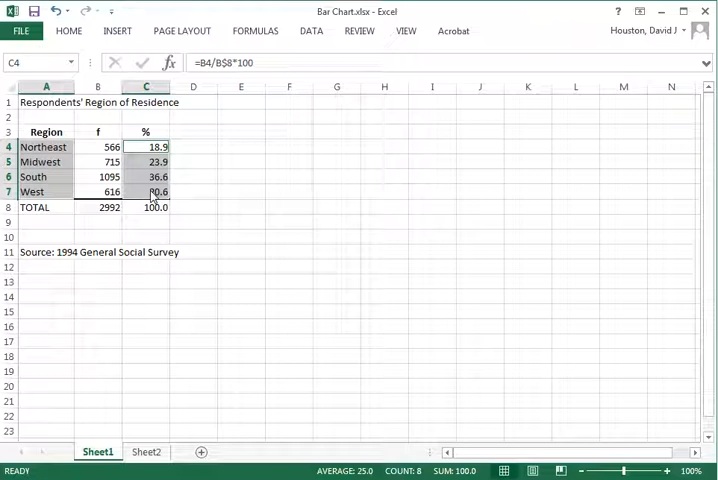 Bar Chart.xlsx - Excel
FILE HOME INSERT PAGE LAYOUT FORMULAS DATA REVIEW VIEW Acrobat Houston, David J
C4 fx =B4/B$8*100
A B C D E F G H I J K L M N
1 Respondents' Region of Residence
2
3 Region f %
4 Northeast 566 18.9
5 Midwest 715 23.9
6 South 1095 36.6
7 West 616 20.6
8 TOTAL 2992 100.0
9
10
11 Source: 1994 General Social Survey
12
13
14
15
16
17
18
19
20
21
22
23
Sheet1 Sheet2
READY AVERAGE: 25.0 COUNT: 8 SUM: 100.0 100%